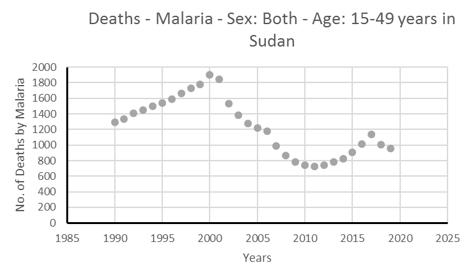 Deaths - Malaria - Sex: Both - Age: 15-49 years in
Sudan
No. of Deaths by Malaria
2000
1800
1600
1400
1200
1000
800
600
400
200
0
1985 1990 1995 2000 2005 2010 2015 2020 2025
Years